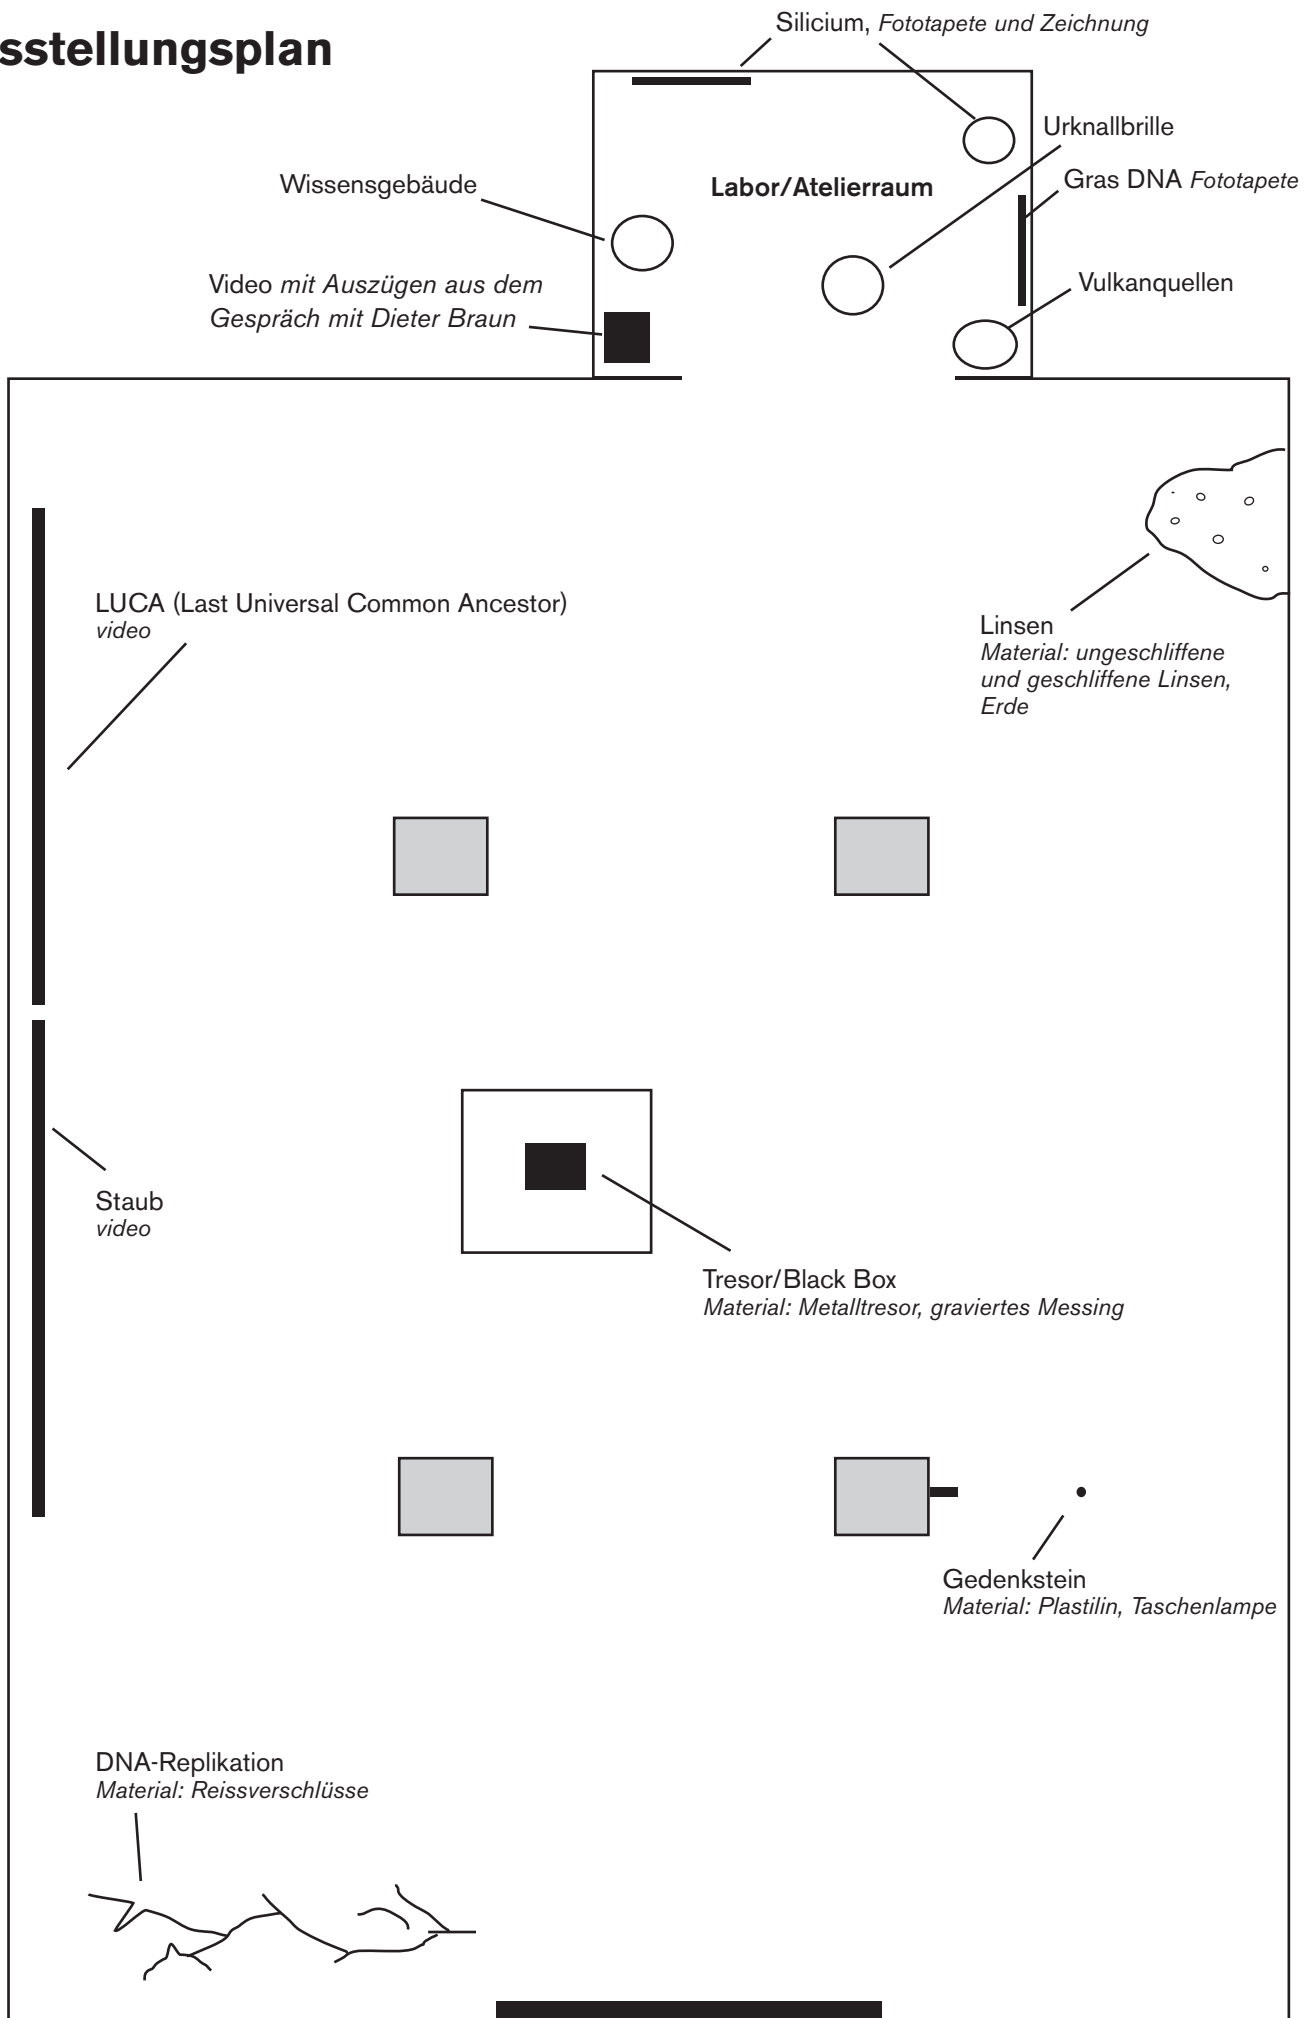 sstellungsplan
Silicium, Fototapete und Zeichnung
Urknallbrille
Wissensgebäude
Labor/Atelierraum
Gras DNA Fototapete
Video mit Auszügen aus dem
Gespräch mit Dieter Braun
Vulkanquellen
LUCA (Last Universal Common Ancestor)
video
Linsen
Material: ungeschliffene
und geschliffene Linsen,
Erde
Staub
video
Tresor/Black Box
Material: Metalltresor, graviertes Messing
Gedenkstein
Material: Plastilin, Taschenlampe
DNA-Replikation
Material: Reissverschlüsse